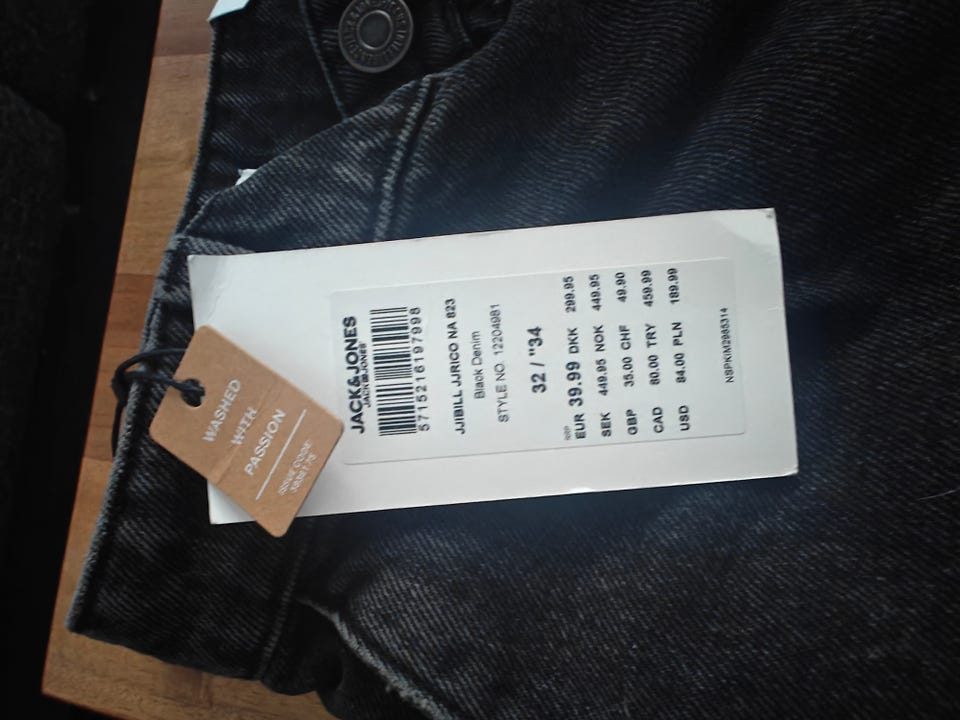 JACK&JONES
JACK&JONES
5715216197998
JJIBILL JJRICO NA 823
Black Denim
STYLE NO. 12204981
32 / "34
RRP
EUR 39.99 DKK 299.95
SEK 449.95 NOK 449.95
GBP 35.00 CHF 49.90
CAD 80.00 TRY 459.99
USD 84.00 PLN 189.99
WASHED
WITH
PASSION
ISSUE CODE